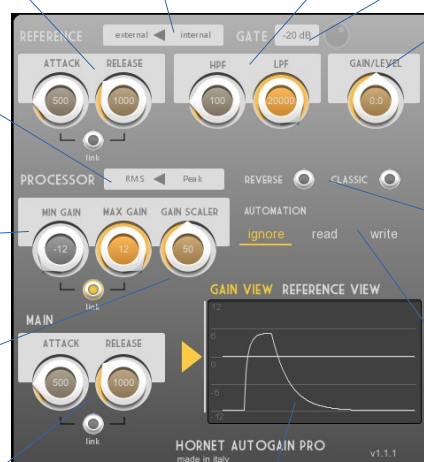 REFERENCE external internal GATE -20 dB
ATTACK RELEASE HPF LPF GAIN/LEVEL
500 1000 100 20000 0.0
link
PROCESSOR RMS Peak REVERSE CLASSIC
MIN GAIN MAX GAIN GAIN SCALER AUTOMATION
-12 12 50 ignore read write
link
GAIN VIEW REFERENCE VIEW
12
MAIN
6
ATTACK RELEASE
0
500 1000
-6
-12
link
HORNET AUTOGAIN PRO
made in italy v1.1.1